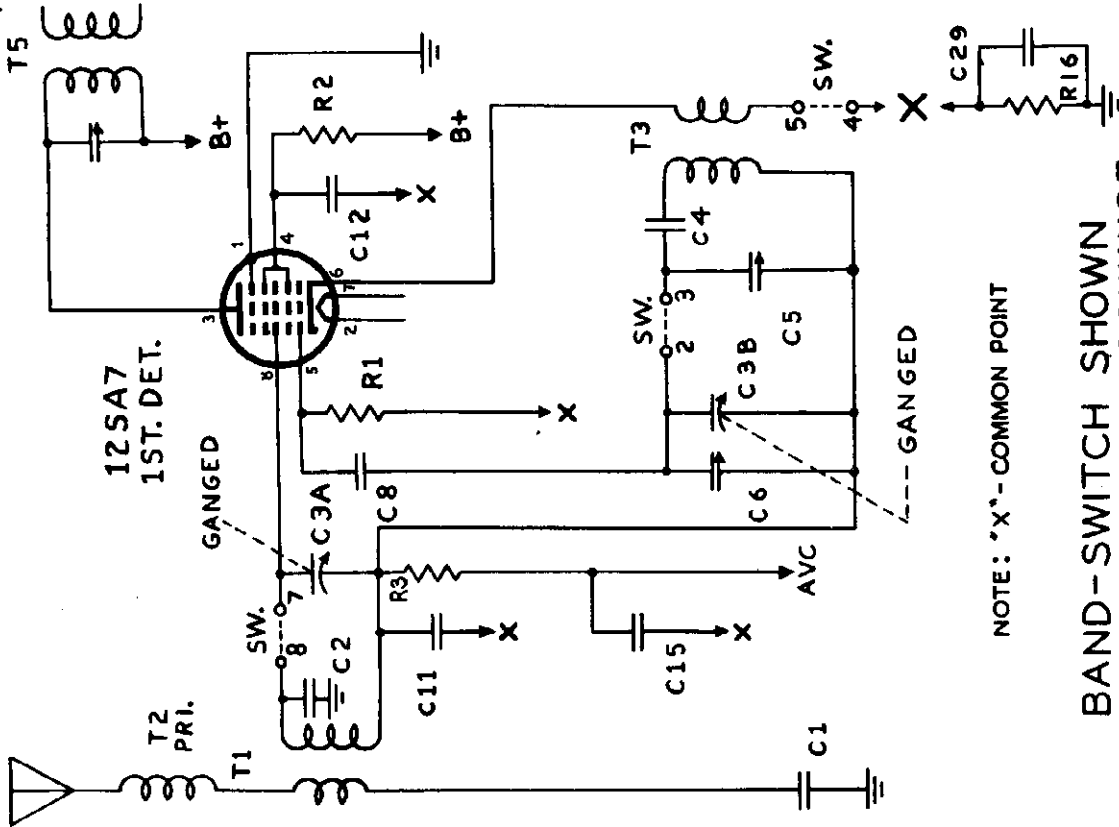 T5
B+
R2
B+
C12
X
1
4
3
6
7
2
8
5
12SA7
1ST. DET.
GANGED
C3A
R1
X
C8
SW.
7
8
C2
T2
PRI.
T1
R3
C11
X
C15
X
AVC
C1
T3
SW.
5
4
X
C29
R16
C4
SW.
3
2
C5
C3B
C6
GANGED
NOTE: "X"-COMMON POINT
BAND-SWITCH SHOWN